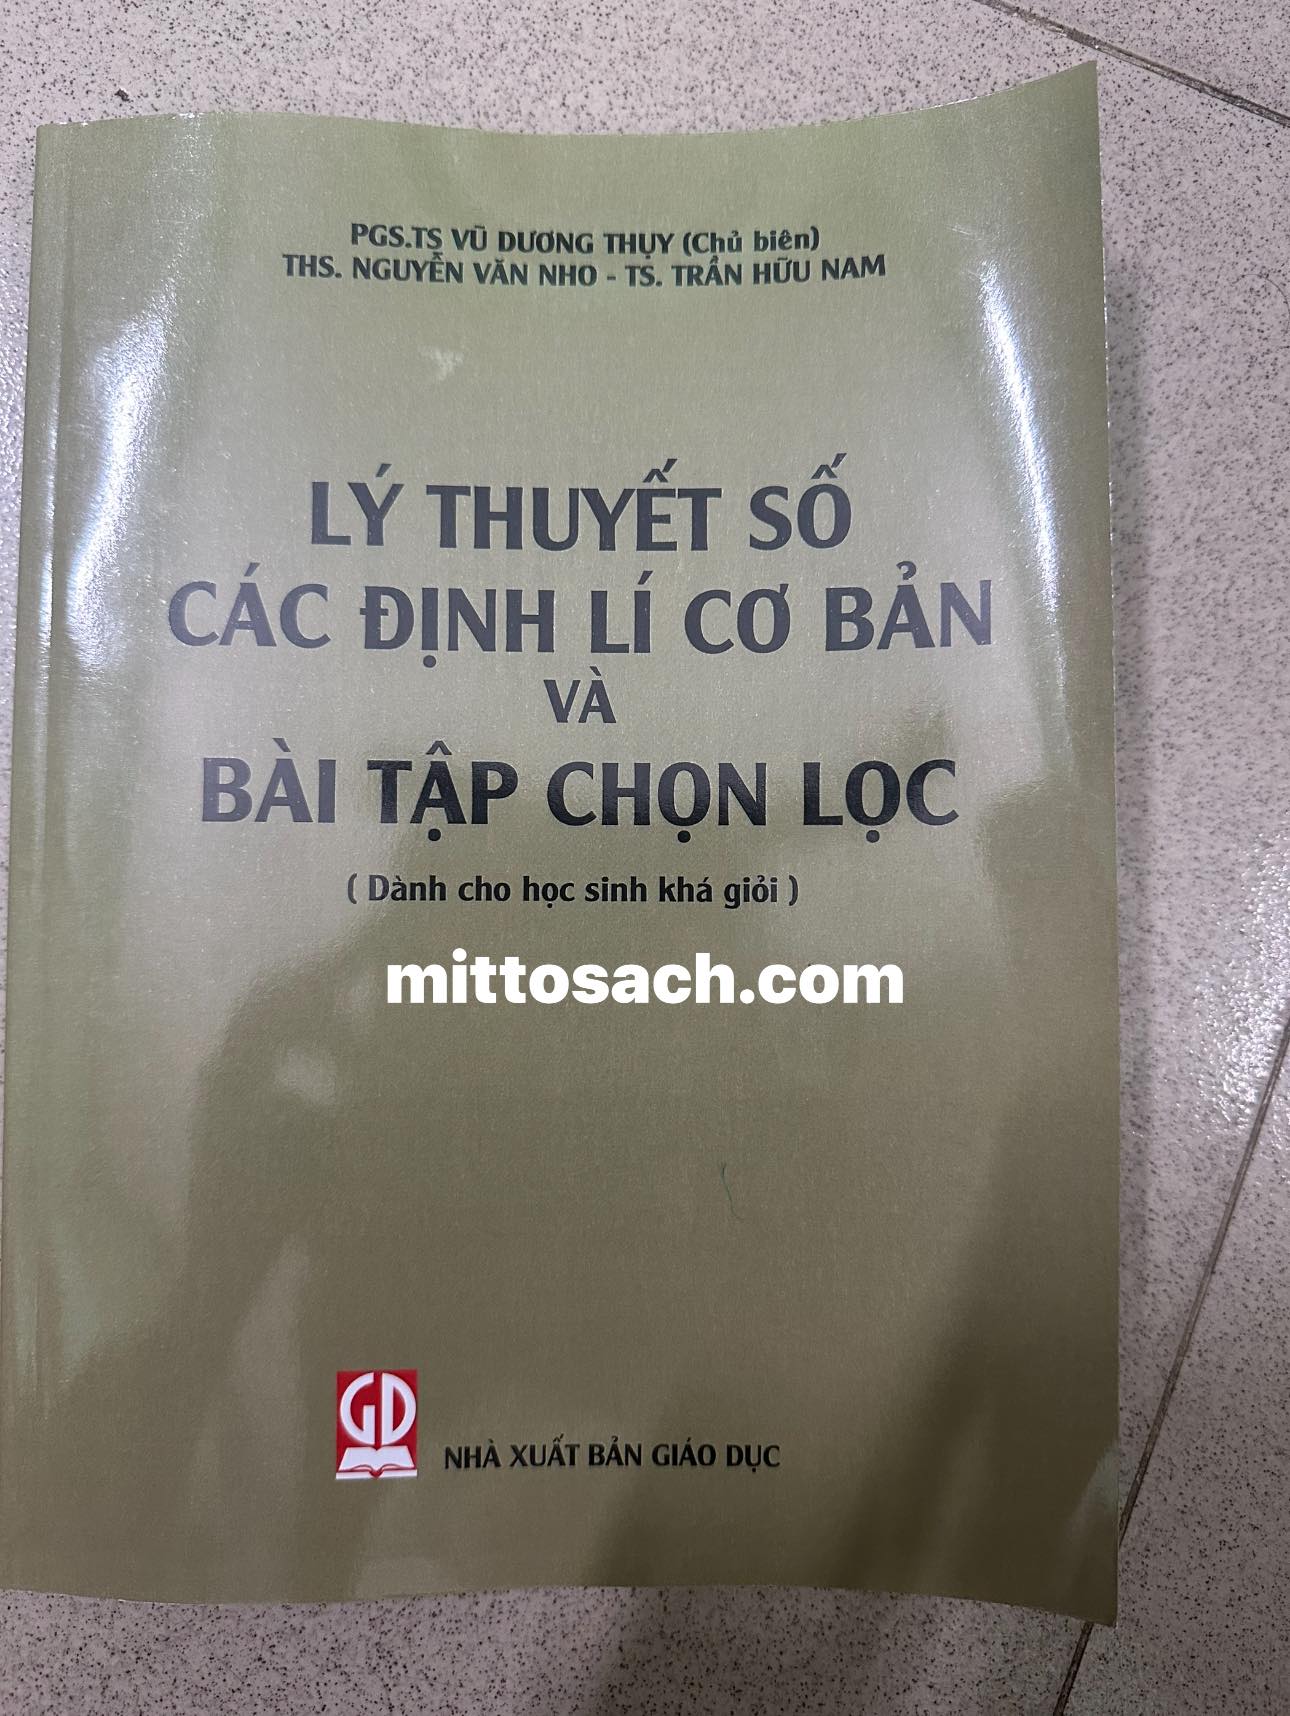 PGS.TS VŨ DƯƠNG THỤY (Chủ biên)
THS. NGUYỄN VĂN NHO - TS. TRẦN HỮU NAM
LÝ THUYẾT SỐ
CÁC ĐỊNH LÍ CƠ BẢN
VÀ
BÀI TẬP CHỌN LỌC
( Dành cho học sinh khá giỏi )
mittosach.com
GD
NHÀ XUẤT BẢN GIÁO DỤC